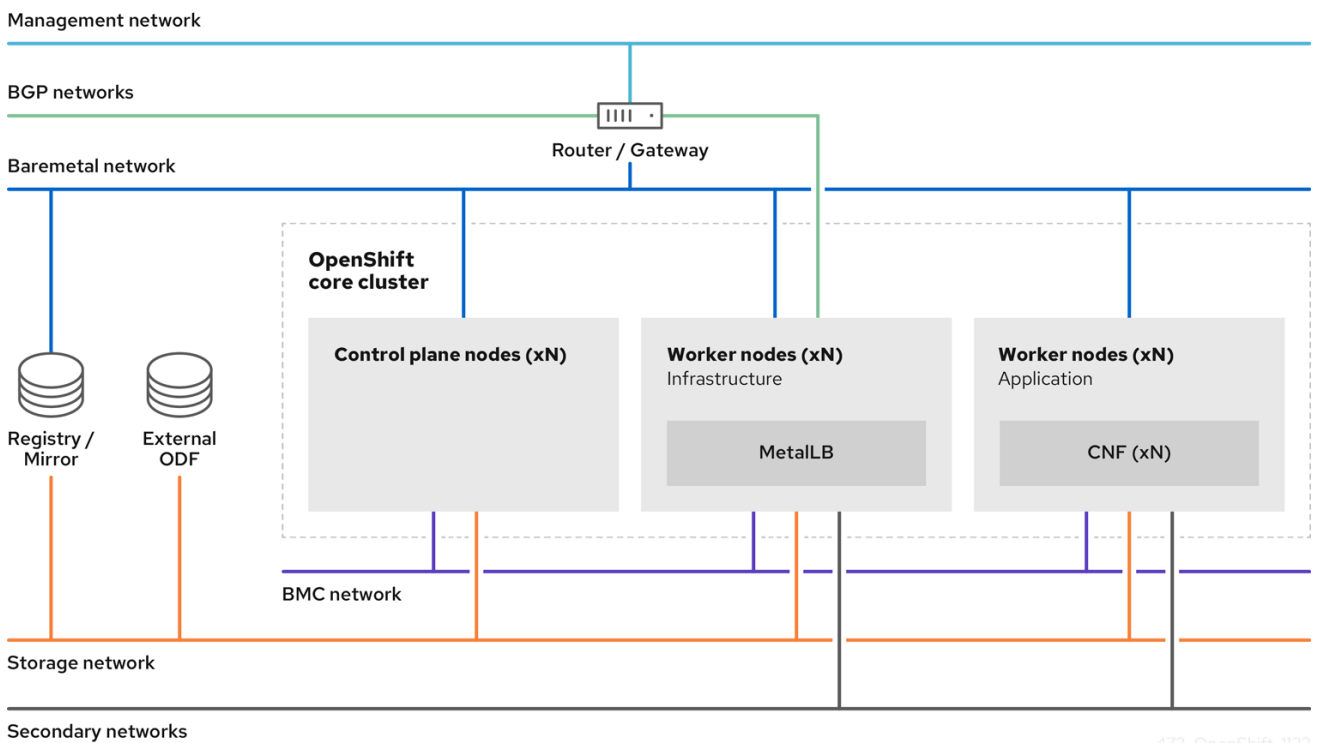 Management network
BGP networks
Router / Gateway
Baremetal network
OpenShift
core cluster
Control plane nodes (xN)
Worker nodes (xN)
Infrastructure
MetalLB
Worker nodes (xN)
Application
CNF (xN)
Registry /
Mirror
External
ODF
BMC network
Storage network
Secondary networks